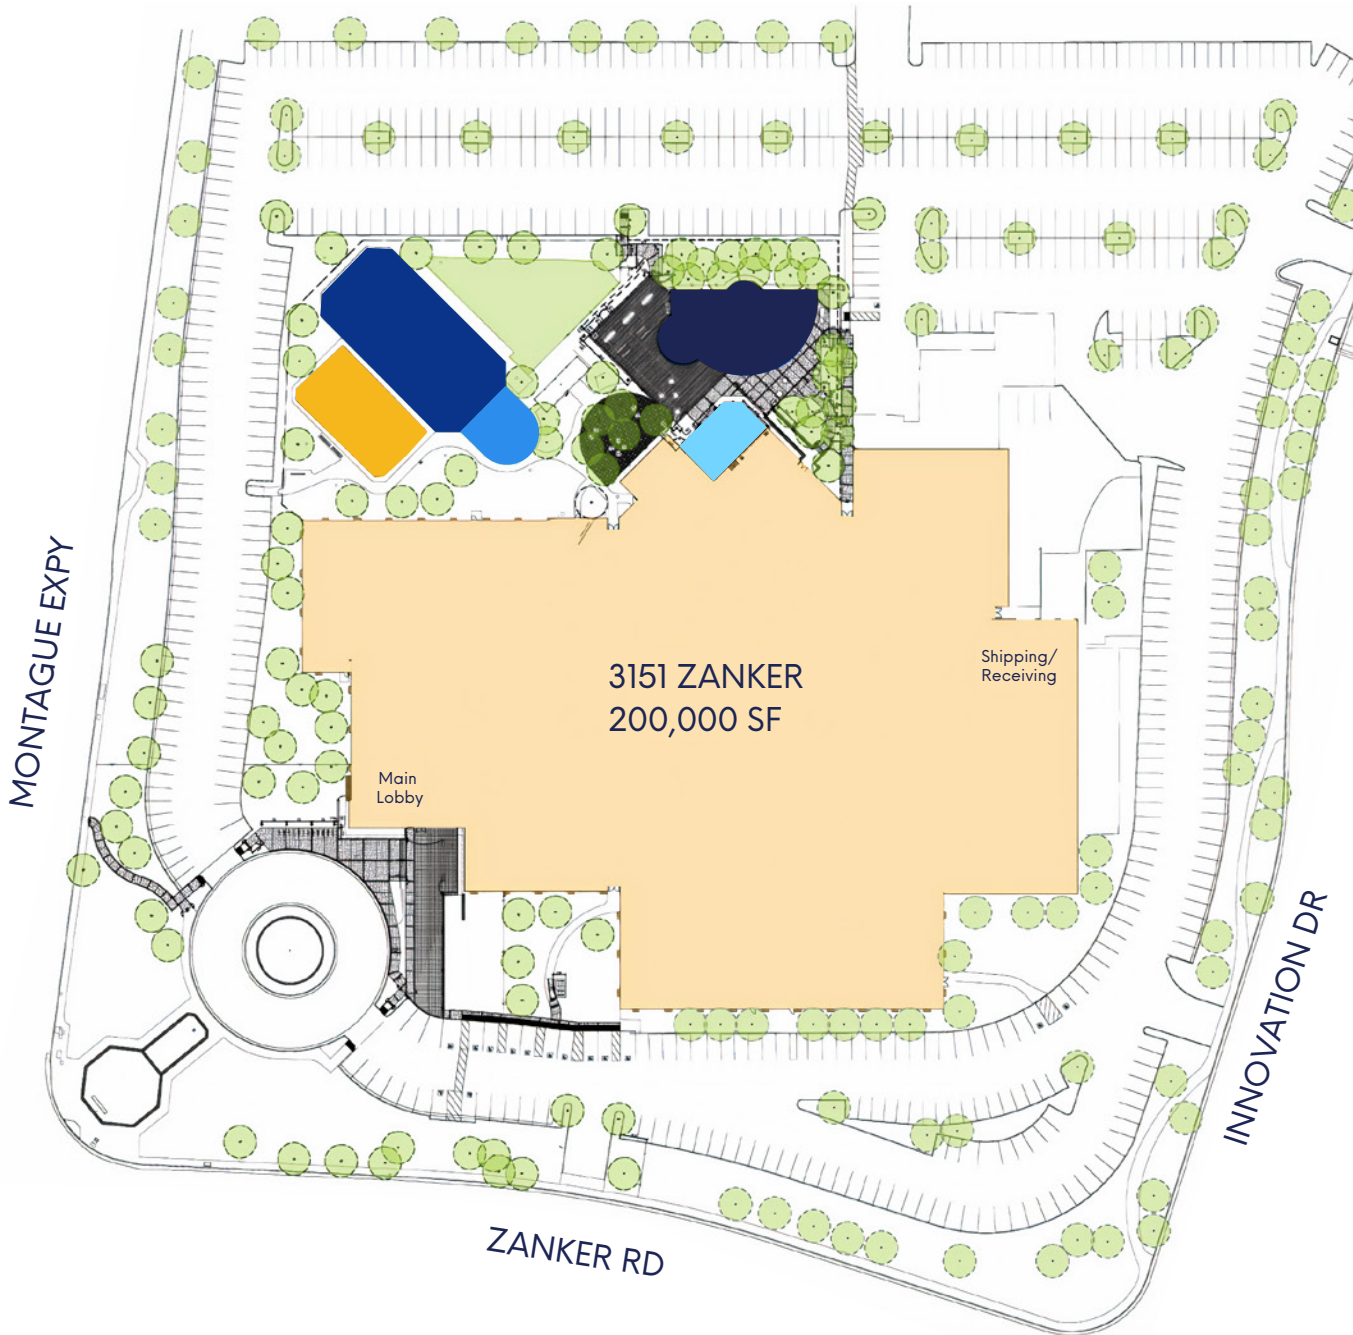 3151 ZANKER
200,000 SF
Shipping/
Receiving
Main
Lobby
MONTAGUE EXPY
INNOVATION DR
ZANKER RD